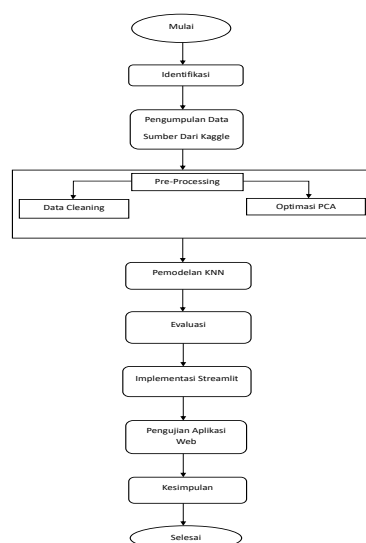 Mulai
Identifikasi
Pengumpulan Data
Sumber Dari Kaggle
Pre-Processing
Data Cleaning
Optimasi PCA
Pemodelan KNN
Evaluasi
Implementasi Streamlit
Pengujian Aplikasi
Web
Kesimpulan
Selesai